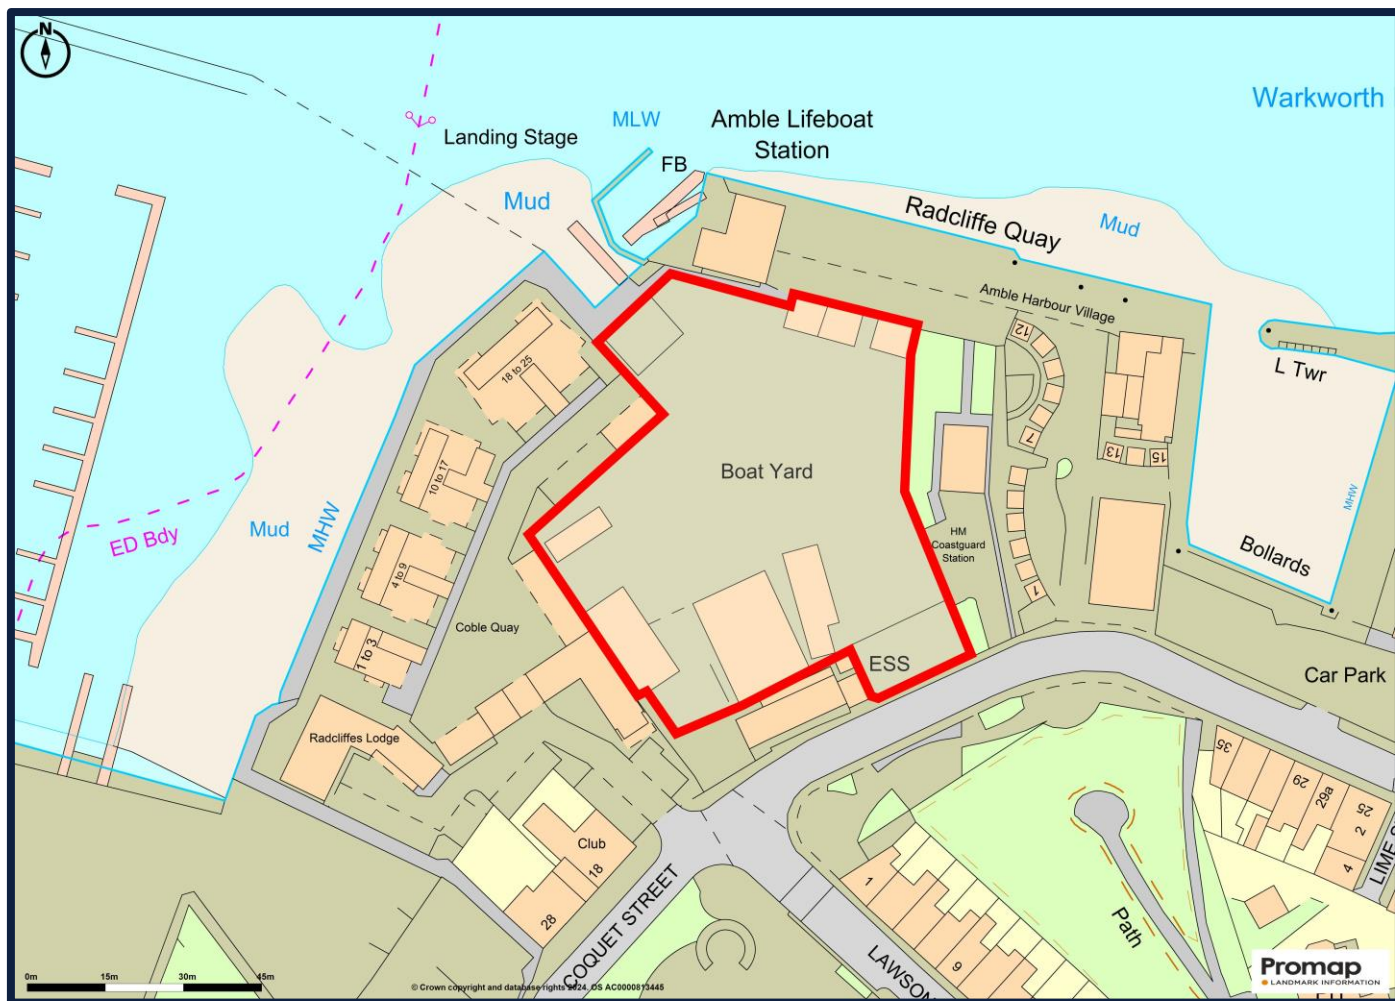 N
Warkworth
MLW
Amble Lifeboat
Station
Landing Stage
FB
Mud
Radcliffe Quay
Mud
Amble Harbour Village
12
L Twr
18 to 25
7
13
15
Boat Yard
10 to 17
MHW
MHW
Mud
ED Bdy
HM
Coastguard
Station
Bollards
4 to 9
1
Coble Quay
1 to 3
ESS
Car Park
Radcliffes Lodge
35
29
29a
25
2
4
Club
18
28
1
9
COQUET STREET
LAWSON
Path
LIME S
0m
15m
30m
45m
© Crown copyright and database rights 2024. OS AC0000813445
Promap
LANDMARK INFORMATION